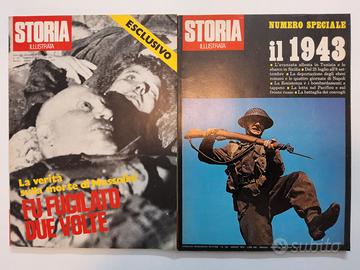 STORIA
ILLUSTRATA
ESCLUSIVO
La verità
sulla morte di Mussolini
FU FUCILATO
DUE VOLTE
STORIA
ILLUSTRATA
NUMERO SPECIALE
il 1943
● L'avanzata alleata in Tunisia e lo
sbarco in Sicilia ● Dal 25 luglio all'8 set-
tembre ● La deportazione degli ebrei
romani e le quattro giornate di Napoli
● La Resistenza e i bombardamenti a
tappeto ● La lotta nel Pacifico e sul
fronte russo ● La battaglia dei convogli
subito